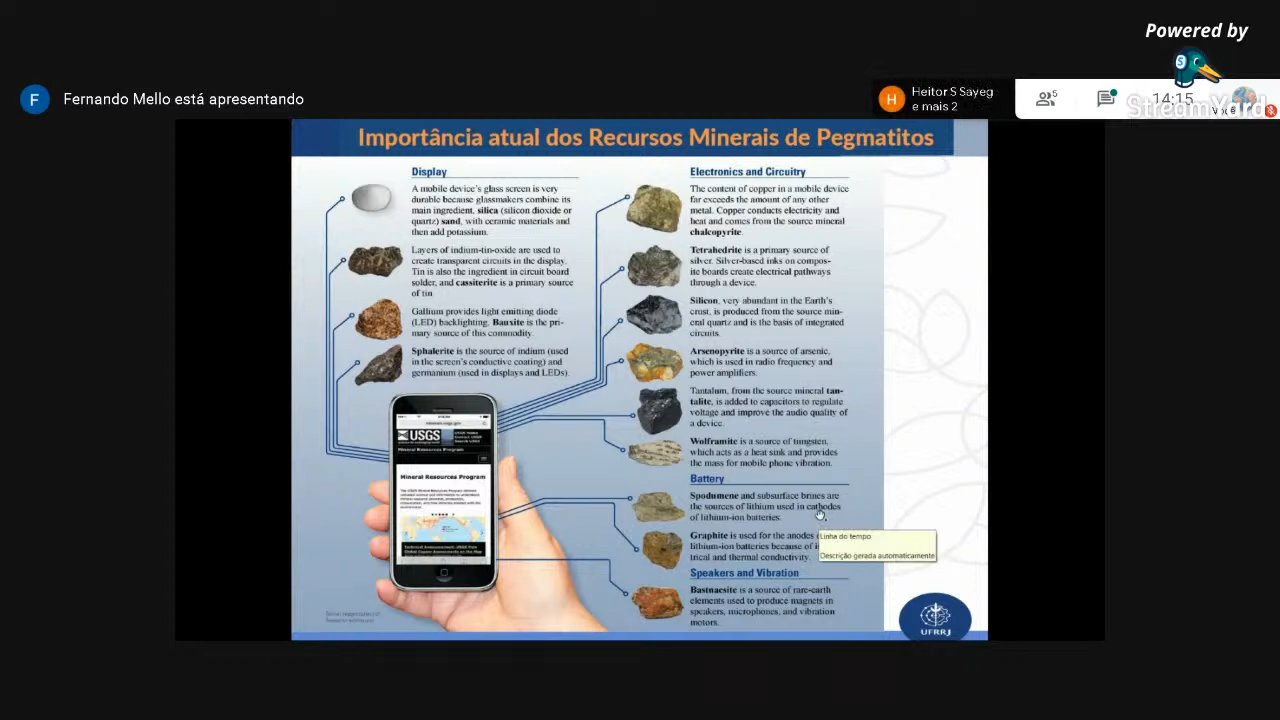 Powered by
Fernando Mello está apresentando
Heitor S Sayeg
e mais 2
5
14:15
StreamYard
Importância atual dos Recursos Minerais de Pegmatitos
Display
A mobile device's glass screen is very
durable because glassmakers combine its
main ingredient, silica (silicon dioxide or
quartz) sand, with ceramic materials and
then add potassium.
Layers of indium-tin-oxide are used to
create transparent circuits in the display.
Tin is also the ingredient in circuit board
solder, and cassiterite is a primary source
of tin
Gallium provides light emitting diode
(LED) backlighting. Bauxite is the pri-
mary source of this commodity.
Sphalerite is the source of indium (used
in the screen's conductive coating) and
germanium (used in displays and LEDs).
Electronics and Circuitry
The content of copper in a mobile device
far exceeds the amount of any other
metal. Copper conducts electricity and
heat and comes from the source mineral
chalcopyrite.
Tetrahedrite is a primary source of
silver. Silver-based inks on compos-
ite boards create electrical pathways
through a device.
Silicon, very abundant in the Earth's
crust, is produced from the source min-
eral quartz and is the basis of integrated
circuits.
Arsenopyrite is a source of arsenic,
which is used in radio frequency and
power amplifiers.
Tantalum, from the source mineral tan-
talite, is added to capacitors to regulate
voltage and improve the audio quality of
a device.
Wolframite is a source of tungsten,
which acts as a heat sink and provides
the mass for mobile phone vibration.
Battery
Spodumene and subsurface brines are
the sources of lithium used in cathodes
of lithium-ion batteries.
Graphite is used for the anodes
lithium-ion batteries because of
trical and thermal conductivity.
Linha do tempo
Descrição gerada automaticamente
Speakers and Vibration
Bastnaesite is a source of rare-earth
elements used to produce magnets in
speakers, microphones, and vibration
motors.
USGS
Mineral Resources Program
Mineral Resources Program
UFRRJ